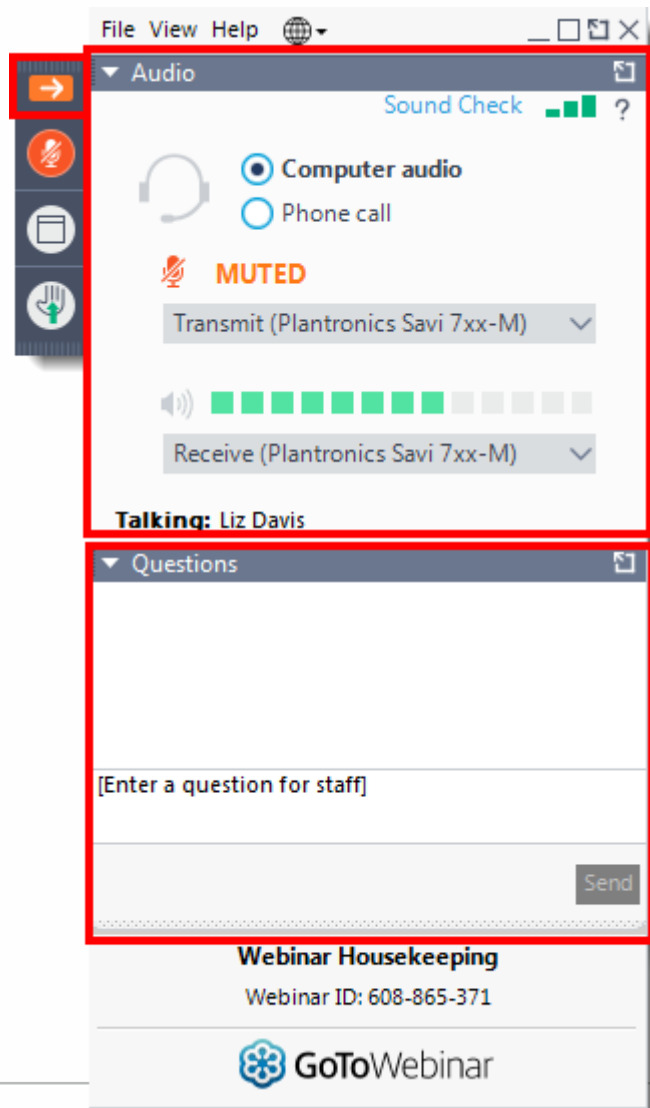 File View Help
Audio
Sound Check ?
Computer audio
Phone call
MUTED
Transmit (Plantronics Savi 7xx-M)
Receive (Plantronics Savi 7xx-M)
Talking: Liz Davis
Questions
[Enter a question for staff]
Send
Webinar Housekeeping
Webinar ID: 608-865-371
GoToWebinar